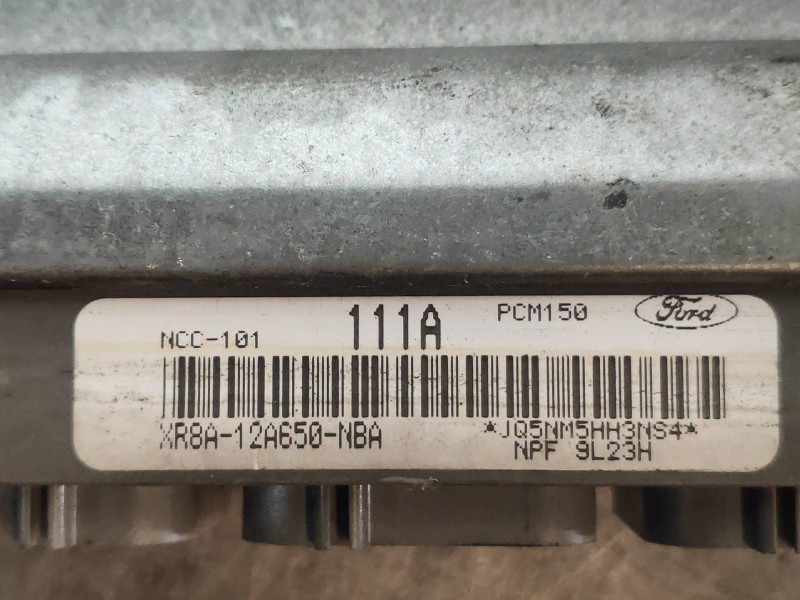 NCC-101 111A PCM150 Ford
XR8A-12A650-NBA *JQ5NM5HH3NS4*
NPF 9L23H